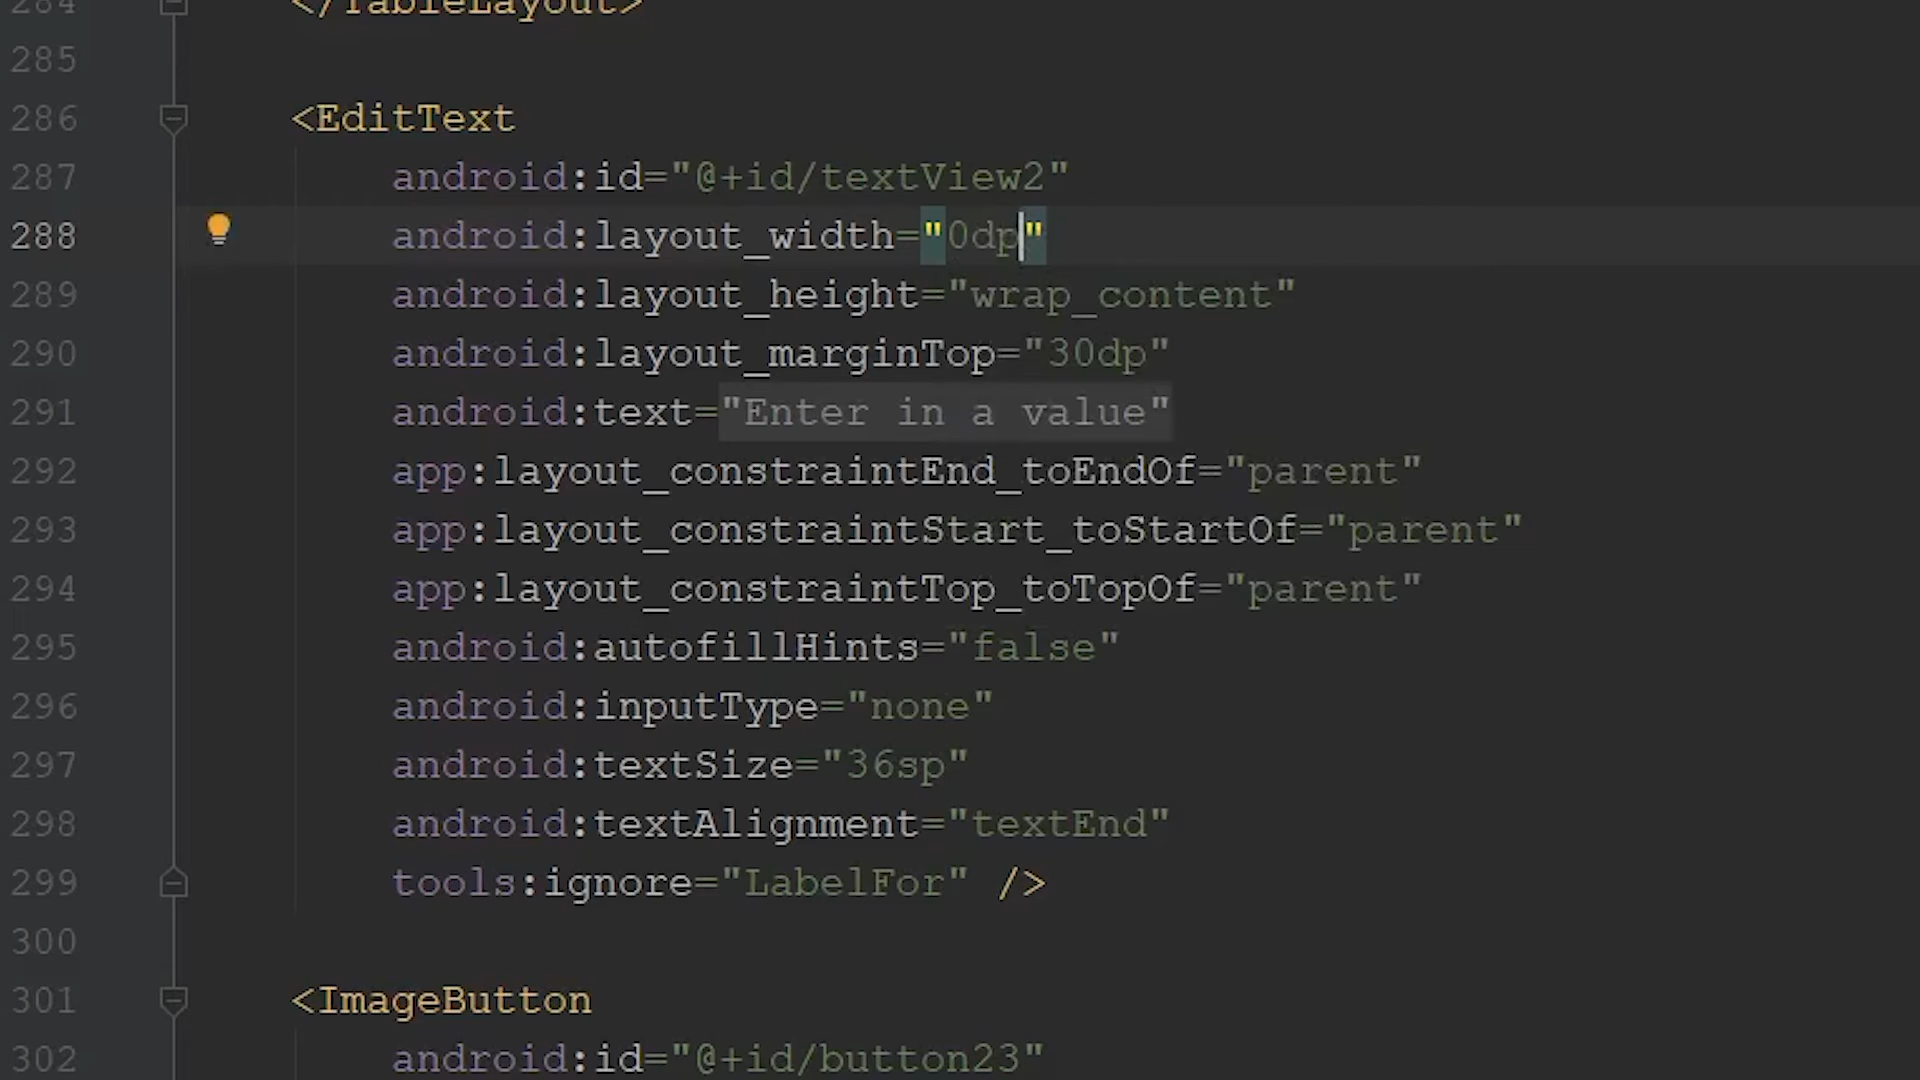 284 </TableLayout>
285
286 <EditText
287 android:id="@+id/textView2"
288 android:layout_width="0dp"
289 android:layout_height="wrap_content"
290 android:layout_marginTop="30dp"
291 android:text="Enter in a value"
292 app:layout_constraintEnd_toEndOf="parent"
293 app:layout_constraintStart_toStartOf="parent"
294 app:layout_constraintTop_toTopOf="parent"
295 android:autofillHints="false"
296 android:inputType="none"
297 android:textSize="36sp"
298 android:textAlignment="textEnd"
299 tools:ignore="LabelFor" />
300
301 <ImageButton
302 android:id="@+id/button23"